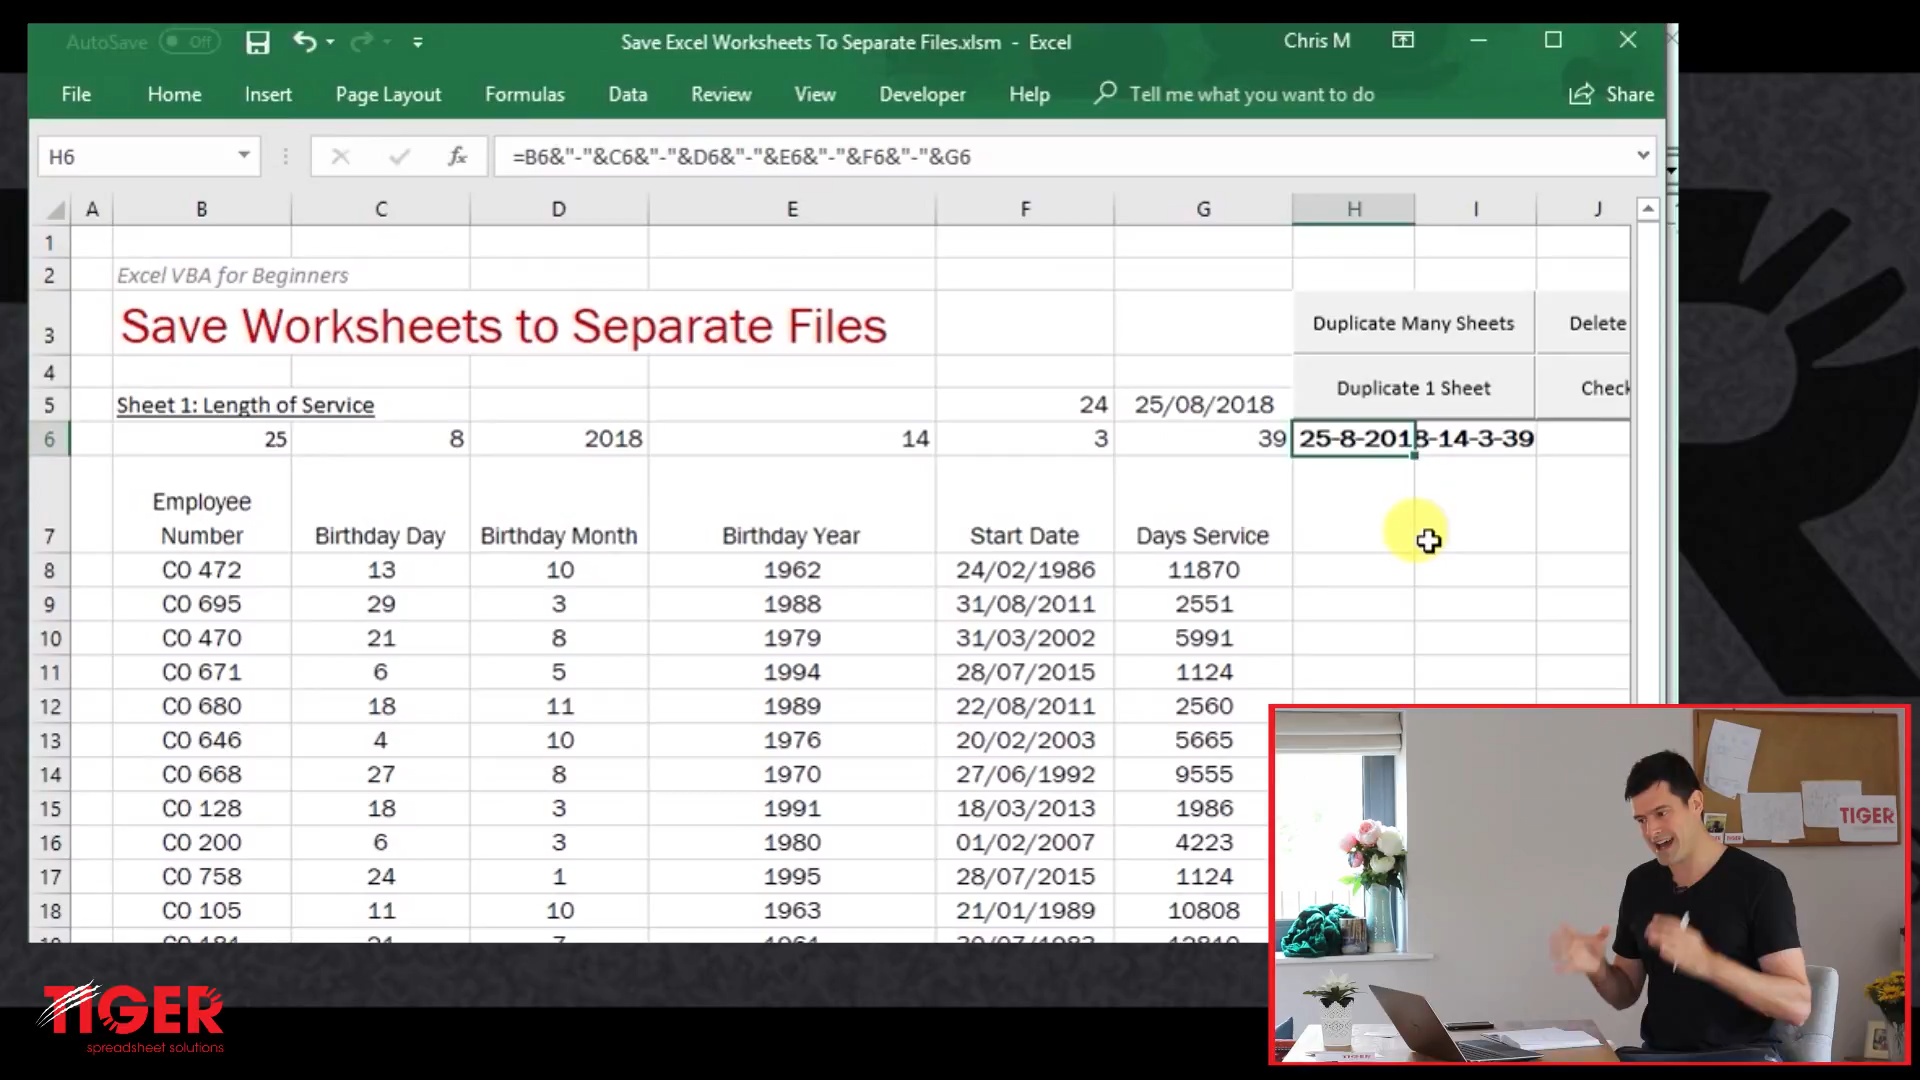 AutoSave Off Save Excel Worksheets To Separate Files.xlsm - Excel Chris M
File Home Insert Page Layout Formulas Data Review View Developer Help Tell me what you want to do Share
H6 fx =B6&"-"&C6&"-"&D6&"-"&E6&"-"&F6&"-"&G6
A B C D E F G H I J
1
2 Excel VBA for Beginners
3 Save Worksheets to Separate Files Duplicate Many Sheets Delete
4
Duplicate 1 Sheet Check
5 Sheet 1: Length of Service 24 25/08/2018
6 25 8 2018 14 3 39 25-8-2018-14-3-39
Employee
7 Number Birthday Day Birthday Month Birthday Year Start Date Days Service
8 CO 472 13 10 1962 24/02/1986 11870
9 CO 695 29 3 1988 31/08/2011 2551
10 CO 470 21 8 1979 31/03/2002 5991
11 CO 671 6 5 1994 28/07/2015 1124
12 CO 680 18 11 1989 22/08/2011 2560
13 CO 646 4 10 1976 20/02/2003 5665
14 CO 668 27 8 1970 27/06/1992 9555
15 CO 128 18 3 1991 18/03/2013 1986
16 CO 200 6 3 1980 01/02/2007 4223
17 CO 758 24 1 1995 28/07/2015 1124
18 CO 105 11 10 1963 21/01/1989 10808
TIGER
TIGER
spreadsheet solutions